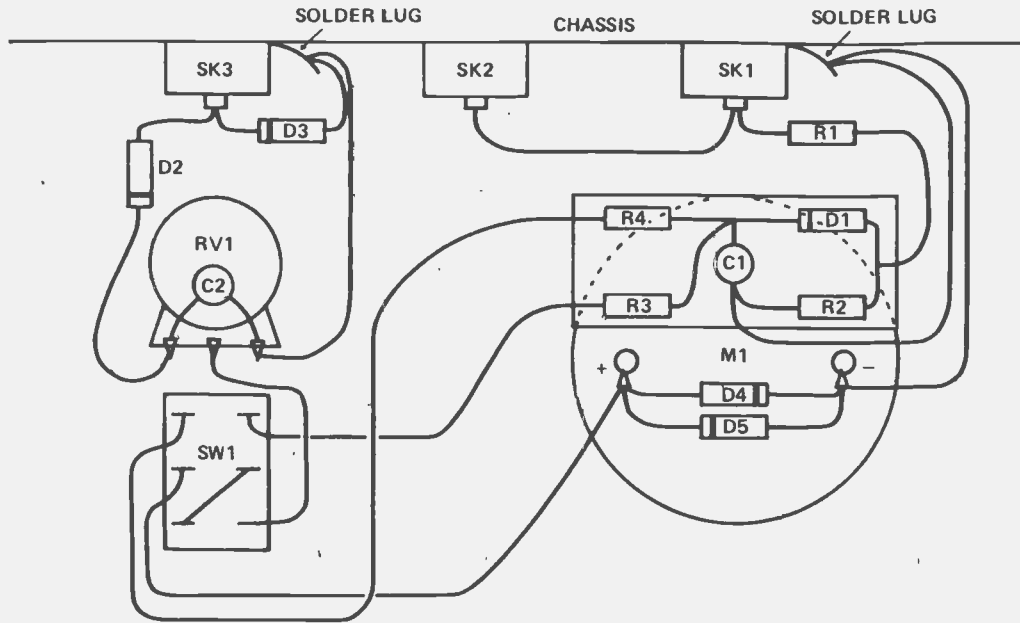 SOLDER LUG
CHASSIS
SOLDER LUG
SK3
SK2
SK1
D3
R1
D2
R4
D1
RV1
C1
C2
R3
R2
M1
+
−
D4
D5
SW1